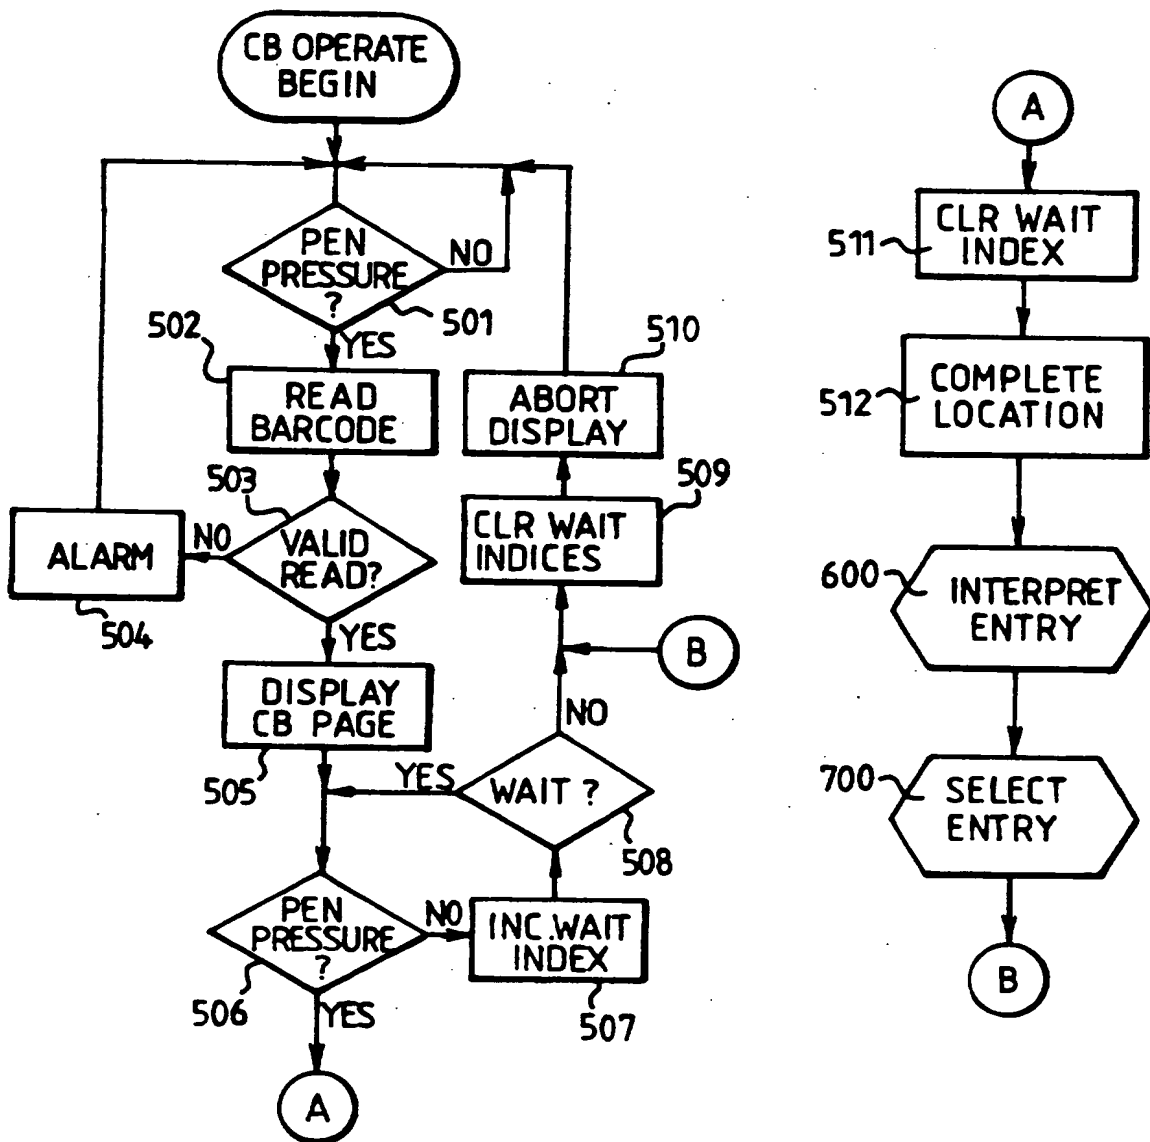 CB OPERATE
BEGIN
PEN
PRESSURE
?
NO
501
YES
502
READ
BARCODE
503
VALID
READ?
NO
ALARM
504
YES
DISPLAY
CB PAGE
505
PEN
PRESSURE
?
506
NO
YES
A
INC.WAIT
INDEX
507
WAIT ?
508
YES
NO
B
CLR WAIT
INDICES
509
ABORT
DISPLAY
510
A
CLR WAIT
INDEX
511
COMPLETE
LOCATION
512
INTERPRET
ENTRY
600
SELECT
ENTRY
700
B